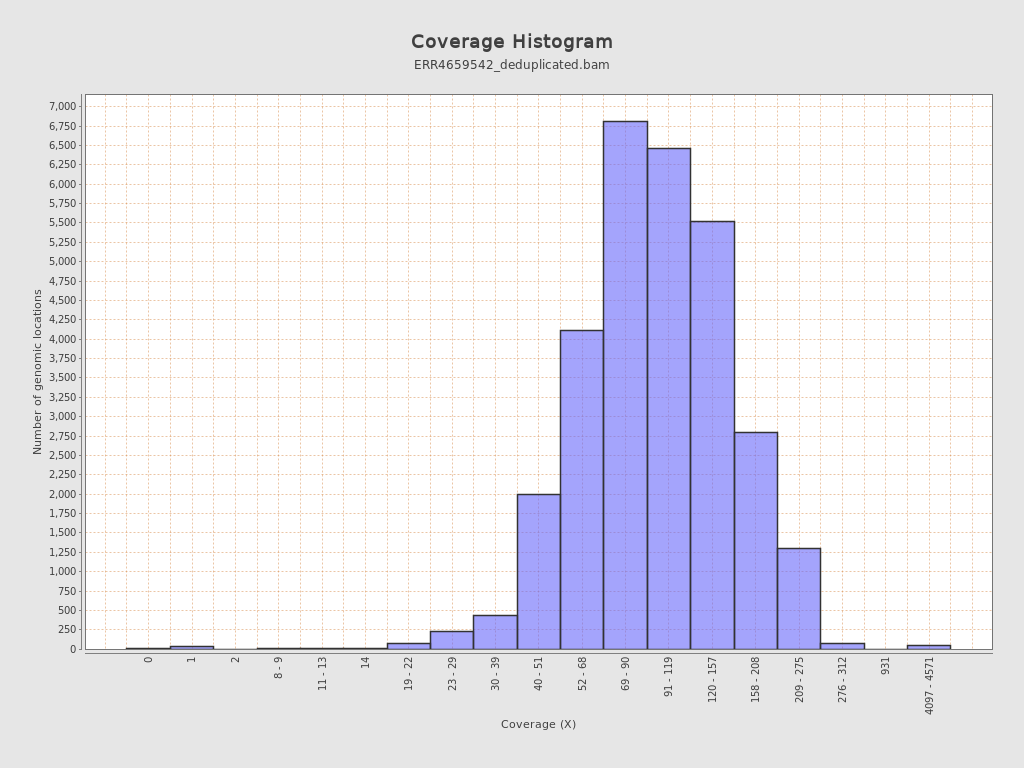 Coverage Histogram
ERR4659542_deduplicated.bam
7,000
6,750
6,500
6,250
6,000
5,750
5,500
5,250
5,000
4,750
4,500
4,250
4,000
3,750
3,500
3,250
3,000
2,750
2,500
2,250
2,000
1,750
1,500
1,250
1,000
750
500
250
0
Number of genomic locations
0
1
2
8 - 9
11 - 13
14
19 - 22
23 - 29
30 - 39
40 - 51
52 - 68
69 - 90
91 - 119
120 - 157
158 - 208
209 - 275
276 - 312
931
4097 - 4571
Coverage (X)